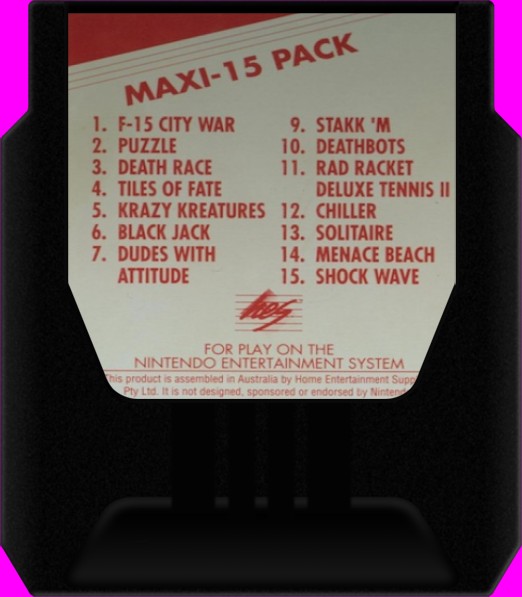 MAXI-15 PACK
1. F-15 CITY WAR
2. PUZZLE
3. DEATH RACE
4. TILES OF FATE
5. KRAZY KREATURES
6. BLACK JACK
7. DUDES WITH
ATTITUDE
9. STAKK 'M
10. DEATHBOTS
11. RAD RACKET
DELUXE TENNIS II
12. CHILLER
13. SOLITAIRE
14. MENACE BEACH
15. SHOCK WAVE
hes
FOR PLAY ON THE
NINTENDO ENTERTAINMENT SYSTEM
This product is assembled in Australia by Home Entertainment Supp
Pty Ltd. It is not designed, sponsored or endorsed by Nintend